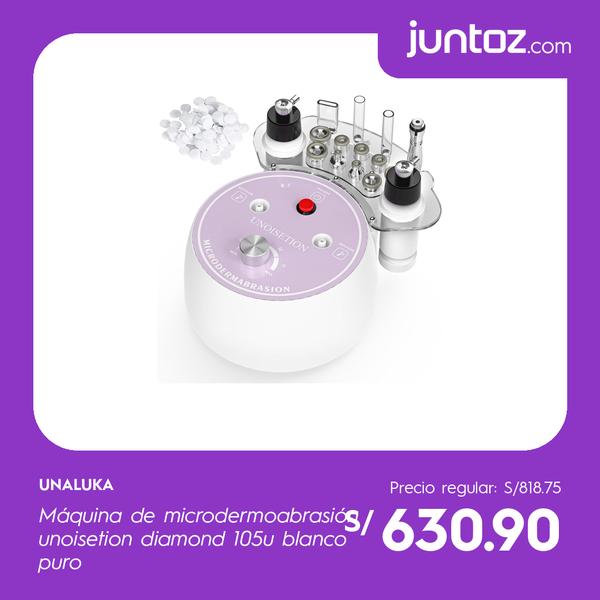 juntoz.com
UNOISETION
MICRODERMABRASION
UNALUKA
Máquina de microdermoabrasión
unoisetion diamond 105u blanco
puro
Precio regular: S/818.75
S/ 630.90